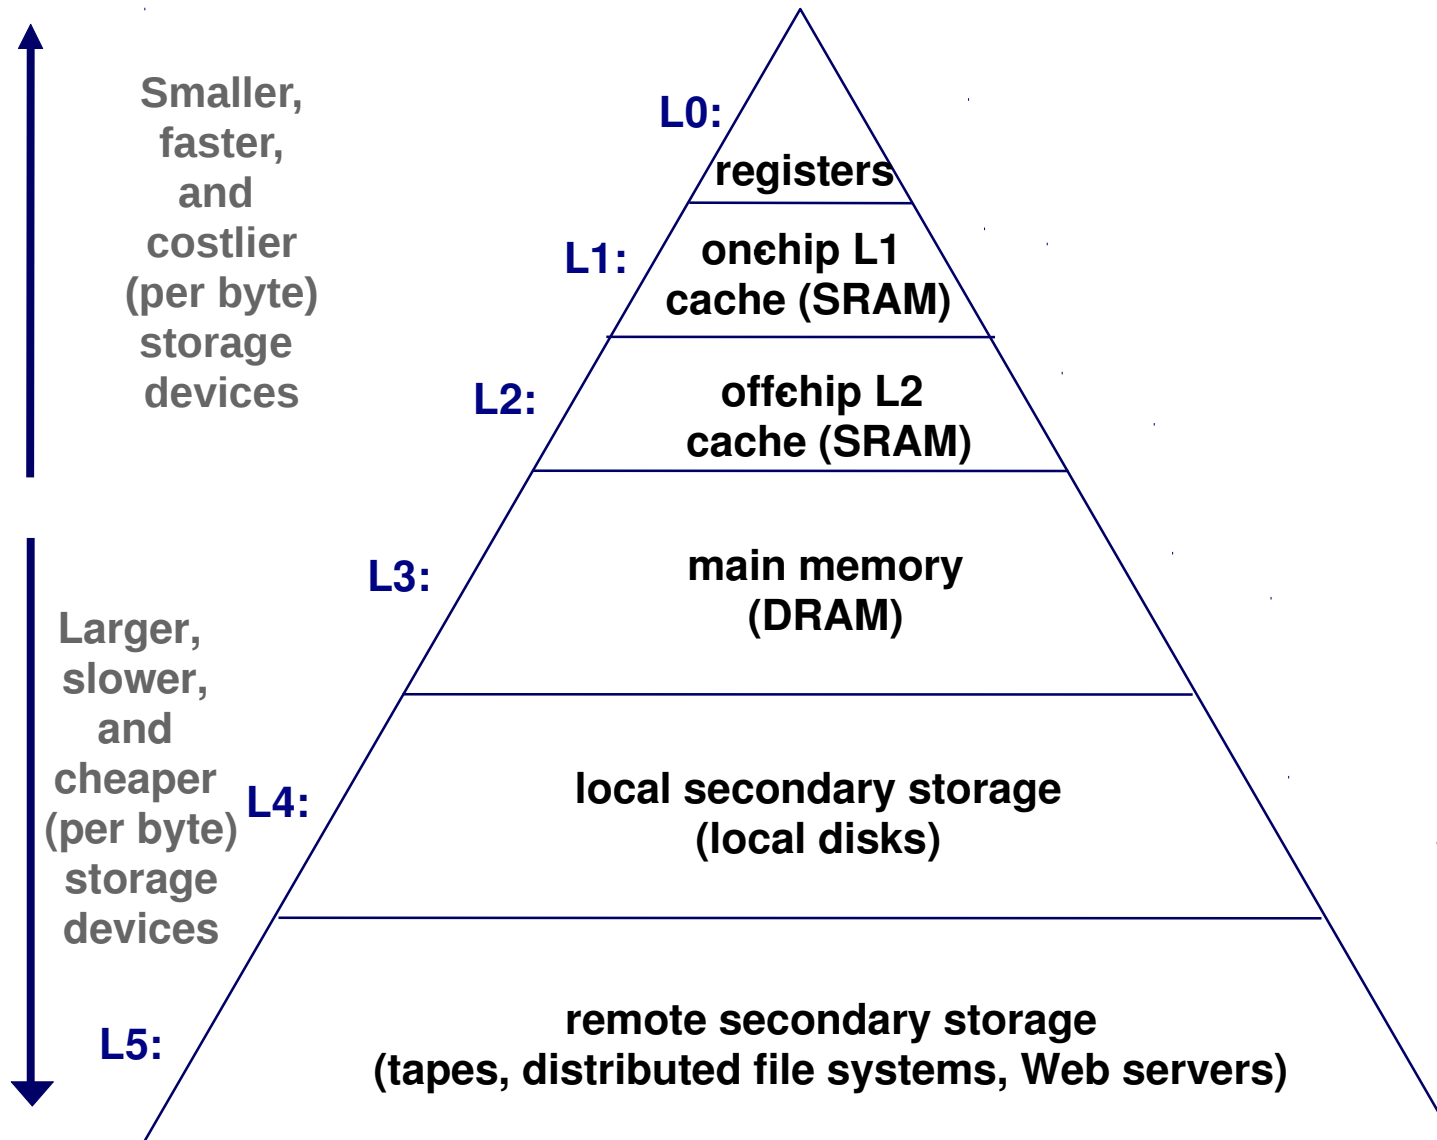 Smaller,
faster,
and
costlier
(per byte)
storage
devices
L0:
registers
L1:
on-chip L1
cache (SRAM)
L2:
off-chip L2
cache (SRAM)
L3:
main memory
(DRAM)
Larger,
slower,
and
cheaper
(per byte)
storage
devices
L4:
local secondary storage
(local disks)
L5:
remote secondary storage
(tapes, distributed file systems, Web servers)